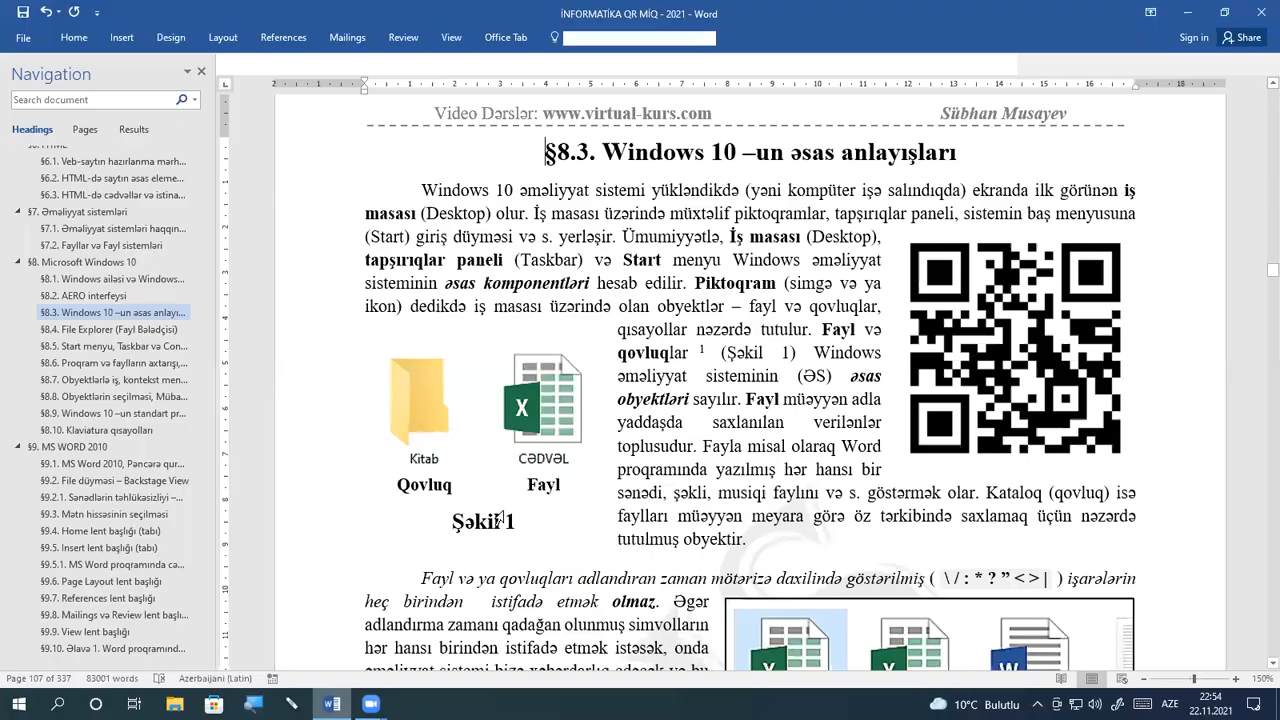 İNFORMATİKA QR MİQ - 2021 - Word
File Home Insert Design Layout References Mailings Review View Office Tab Sign in Share
Navigation
Search document
Headings Pages Results
§6.1. Veb-saytın hazırlanma mərh...
§6.2. HTML-də saytın əsas eleme...
§6.3. HTML-də cədvəllər və istina...
§7. Əməliyyat sistemləri
§7.1. Əməliyyat sistemləri haqqın...
§7.2. Fayllar və Fayl sistemləri
§8. Microsoft Windows 10
§8.1. Windows ailəsi və Windows...
§8.2. AERO interfeysi
§8.3. Windows 10 –un əsas anlayı...
§8.4. File Explorer (Fayl Bələdçisi)
§8.5. Start menyu, Taskbar və Con...
§8.6. Proqram və faylların axtarışı,...
§8.7. Obyektlərlə iş, kontekst men...
§8.8. Obyektlərin seçilməsi, Müba...
§8.9. Windows 10 –un standart pr...
§8.10. Klaviatura qısayolları
§9. MS WORD 2010
§9.1. MS Word 2010, Pəncərə qur...
§9.2. File düyməsi – Backstage View
§9.2.1. Sənədlərin təhlükəsizliyi –...
§9.3. Mətn hissəsinin seçilməsi
§9.4. Home lent başlığı (tabı)
§9.5. Insert lent başlığı (tabı)
§9.5.1. MS Word proqramında cə...
§9.6. Page Layout lent başlığı
§9.7. References lent başlığı
§9.8. Mailings və Review lent başlı...
§9.9. View lent başlığı
§9.10. Əlavə 1. Word proqramınd...
Video Dərslər: www.virtual-kurs.com Sübhan Musayev
§8.3. Windows 10 –un əsas anlayışları
Windows 10 əməliyyat sistemi yükləndikdə (yəni kompüter işə salındıqda) ekranda ilk görünən iş
masası (Desktop) olur. İş masası üzərində müxtəlif piktoqramlar, tapşırıqlar paneli, sistemin baş menyusuna
(Start) giriş düyməsi və s. yerləşir. Ümumiyyətlə, İş masası (Desktop),
tapşırıqlar paneli (Taskbar) və Start menyu Windows əməliyyat
sisteminin əsas komponentləri hesab edilir. Piktoqram (simgə və ya
ikon) dedikdə iş masası üzərində olan obyektlər – fayl və qovluqlar,
qısayollar nəzərdə tutulur. Fayl və
qovluqlar 1 (Şəkil 1) Windows
əməliyyat sisteminin (ƏS) əsas
obyektləri sayılır. Fayl müəyyən adla
yaddaşda saxlanılan verilənlər
toplusudur. Fayla misal olaraq Word
proqramında yazılmış hər hansı bir
sənədi, şəkli, musiqi faylını və s. göstərmək olar. Kataloq (qovluq) isə
faylları müəyyən meyara görə öz tərkibində saxlamaq üçün nəzərdə
tutulmuş obyektir.
Kitab CƏDVƏL
Qovluq Fayl
Şəkil 1
Fayl və ya qovluqları adlandıran zaman mötərizə daxilində göstərilmiş ( \ / : * ? ” < > | ) işarələrin
heç birindən istifadə etmək olmaz. Əgər
adlandırma zamanı qadağan olunmuş simvolların
hər hansı birindən istifadə etmək istəsək, onda
əməliyyat sistemi bizə xəbərdarlıq edəcək və bu
Page 107 of 337 83001 words Azerbaijani (Latin) 150%
10°C Bulutlu 22:54
22.11.2021